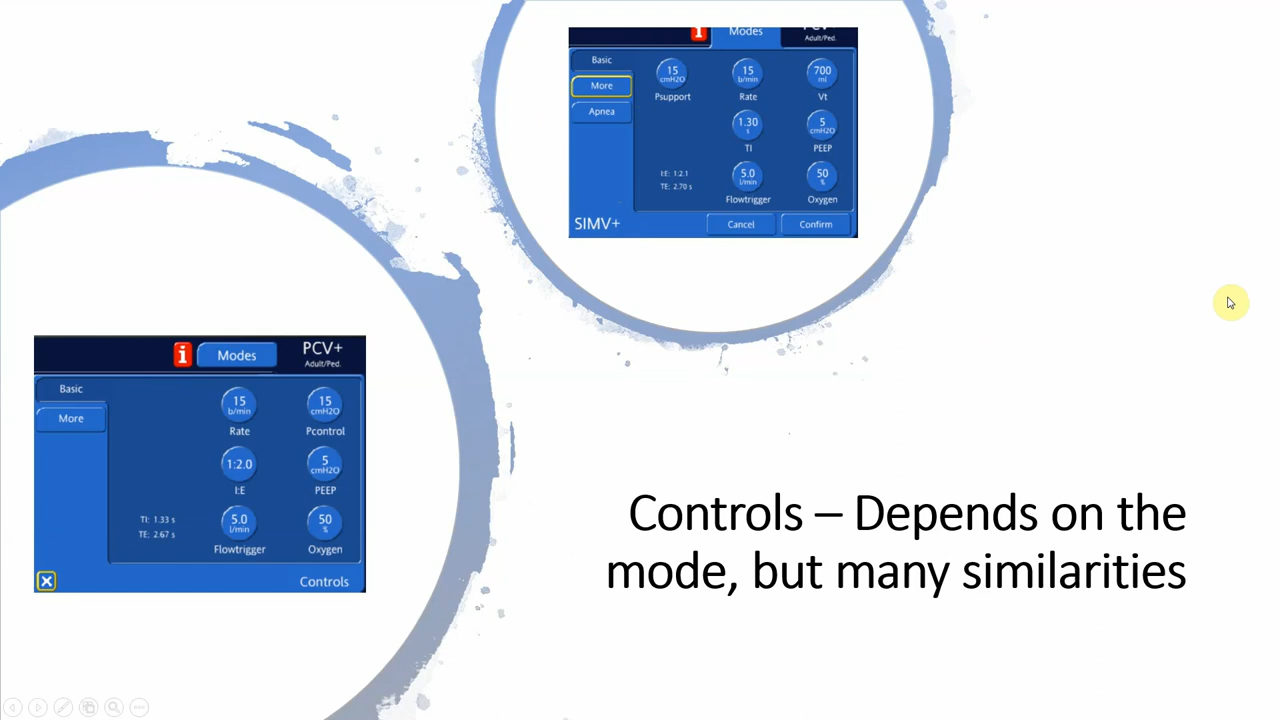 Modes
Adult/Ped.
Basic
More
Apnea
15
cmH2O
Psupport
15
b/min
Rate
700
ml
Vt
1.30
s
TI
5
cmH2O
PEEP
I:E: 1:2.1
TE: 2.70 s
5.0
l/min
Flowtrigger
50
%
Oxygen
SIMV+
Cancel
Confirm
i
Modes
PCV+
Adult/Ped.
Basic
More
15
b/min
Rate
15
cmH2O
Pcontrol
1:2.0
I:E
5
cmH2O
PEEP
TI: 1.33 s
TE: 2.67 s
5.0
l/min
Flowtrigger
50
%
Oxygen
Controls
Controls – Depends on the
mode, but many similarities